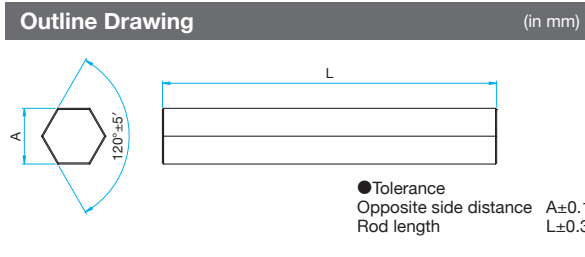 Outline Drawing (in mm)
L
A
120°±5′
●Tolerance
Opposite side distance A±0.1
Rod length L±0.3